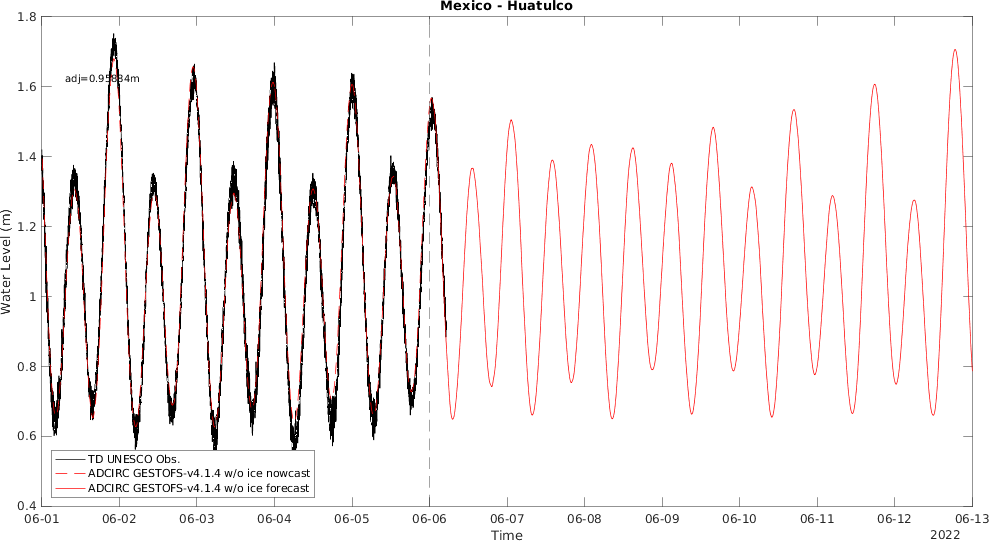 Mexico - Huatulco
1.8
1.6
1.4
1.2
1
0.8
0.6
0.4
Water Level (m)
adj=0.95834m
TD UNESCO Obs.
ADCIRC GESTOFS-v4.1.4 w/o ice nowcast
ADCIRC GESTOFS-v4.1.4 w/o ice forecast
06-01 06-02 06-03 06-04 06-05 06-06 06-07 06-08 06-09 06-10 06-11 06-12 06-13
Time
2022